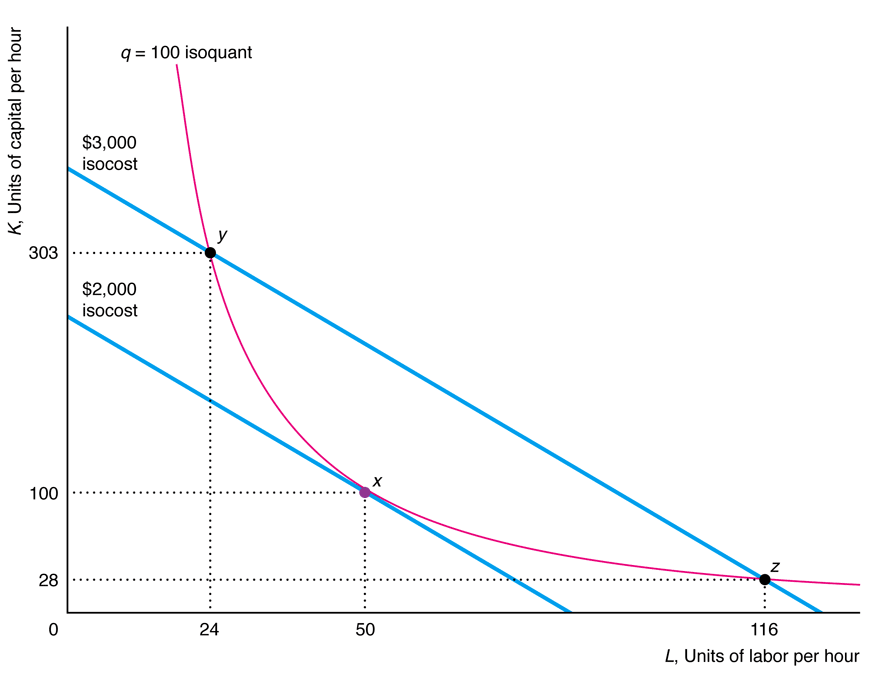 K, Units of capital per hour
q = 100 isoquant
$3,000
isocost
y
303
$2,000
isocost
x
100
z
28
0
24
50
116
L, Units of labor per hour